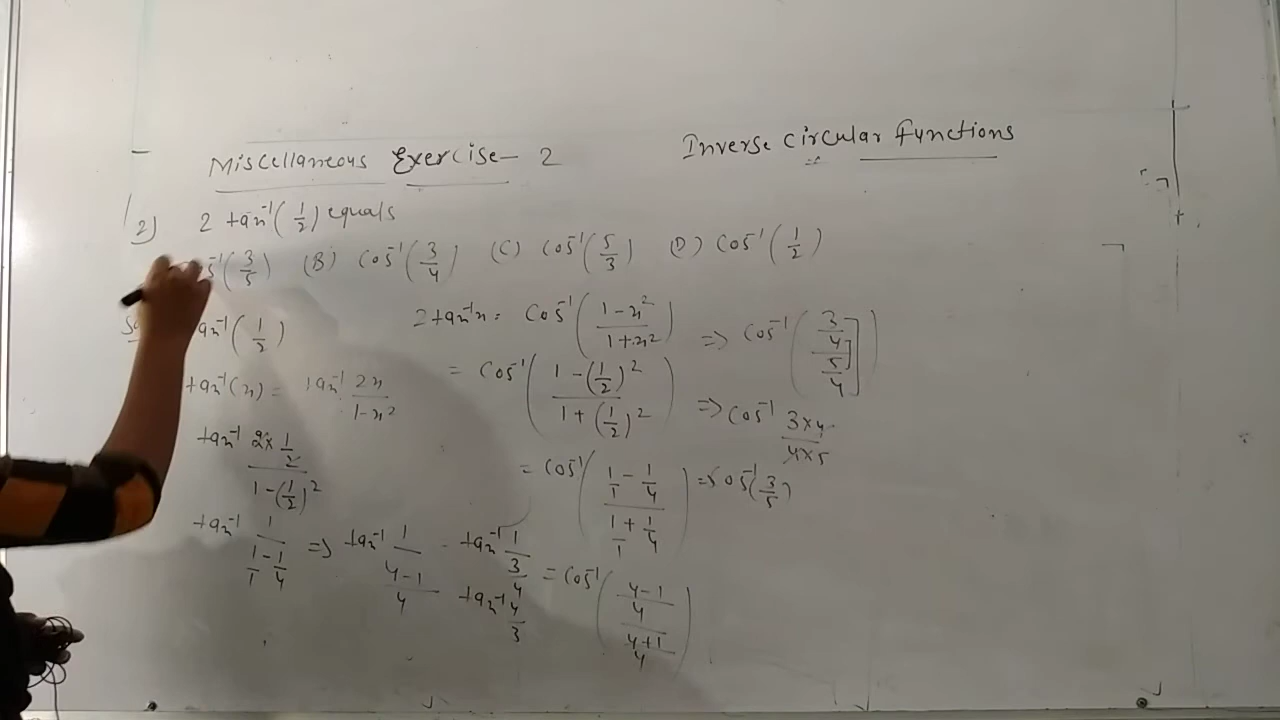 Miscellaneous Exercise- 2
Inverse circular functions
2) 2 tan⁻¹(1/2) equals
s⁻¹(3/5) (B) Cos⁻¹(3/4) (C) Cos⁻¹(5/3) (D) Cos⁻¹(1/2)
an⁻¹(1/2)
tan⁻¹(x) = tan⁻¹ 2x/1-x²
tan⁻¹ 2×1/2/1-(1/2)²
tan⁻¹ 1/(1/1-1/4) => tan⁻¹ 1/(4-1/4) - tan⁻¹ 1/(3/4)
tan⁻¹ 4/3
2tan⁻¹x = Cos⁻¹(1-x²/1+x²)
= Cos⁻¹(1-(1/2)²/1+(1/2)²)
= Cos⁻¹((1/1-1/4)/(1/1+1/4))
= Cos⁻¹((4-1/4)/(4+1/4))
=> Cos⁻¹((3/4)/(5/4))
=> Cos⁻¹ 3×4/4×5
=> Cos⁻¹(3/5)